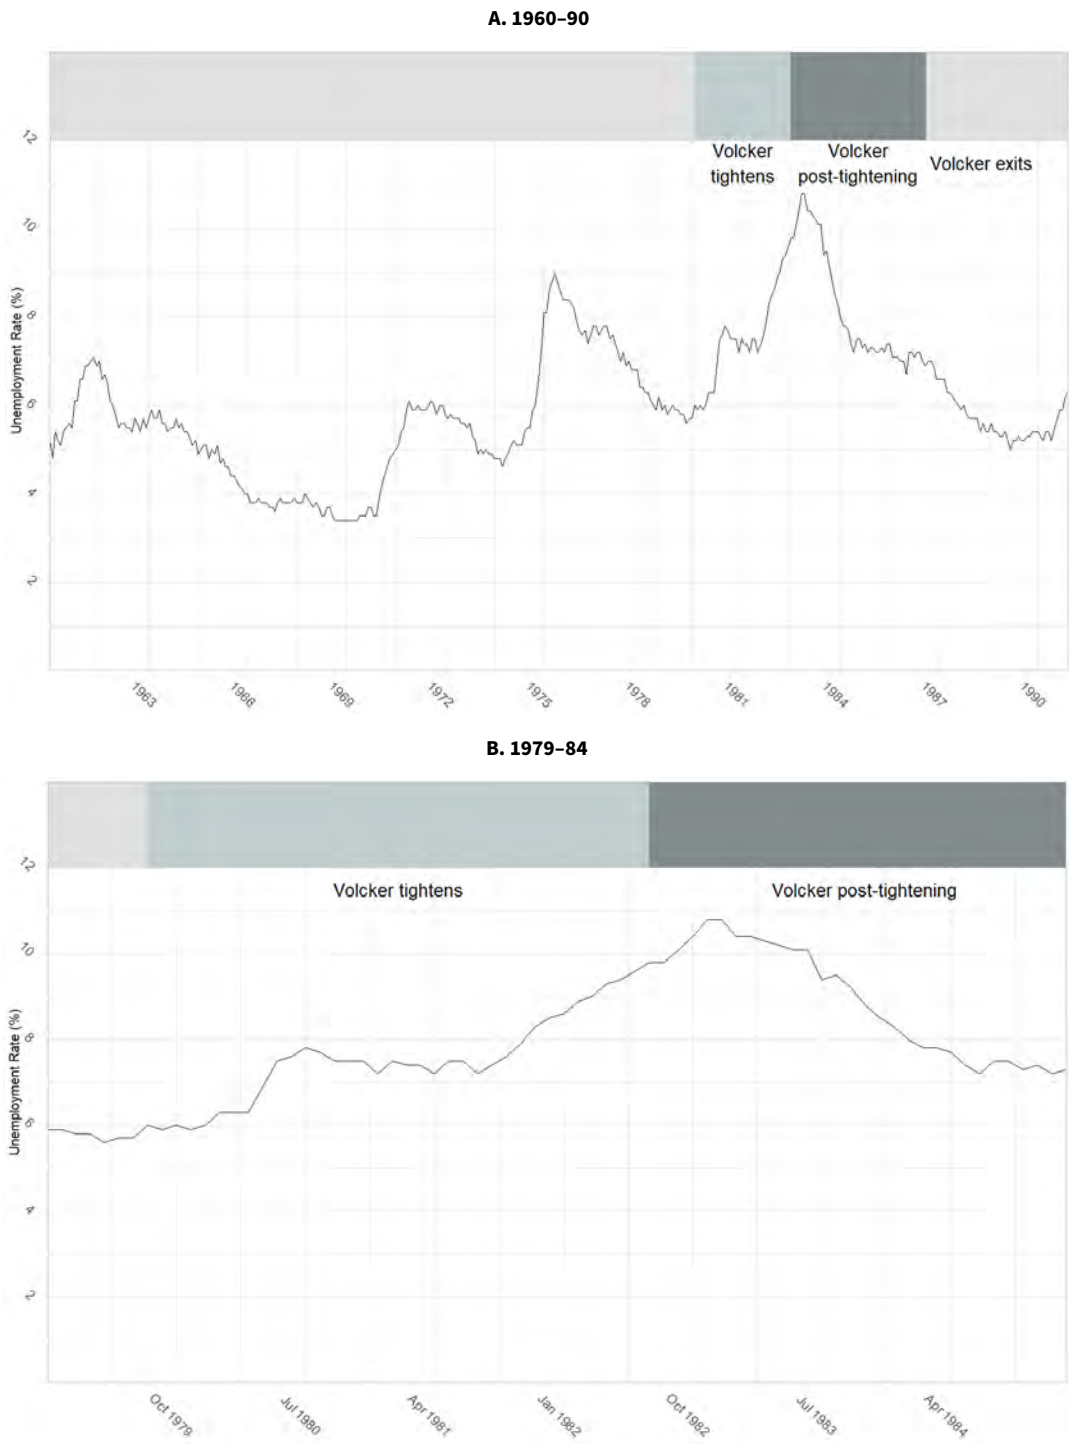 A. 1960–90
Volcker
tightens
Volcker
post-tightening
Volcker exits
Unemployment Rate (%)
12
10
8
6
4
2
1963
1966
1969
1972
1975
1978
1981
1984
1987
1990
B. 1979–84
Volcker tightens
Volcker post-tightening
Unemployment Rate (%)
12
10
8
6
4
2
Oct 1979
Jul 1980
Apr 1981
Jan 1982
Oct 1982
Jul 1983
Apr 1984